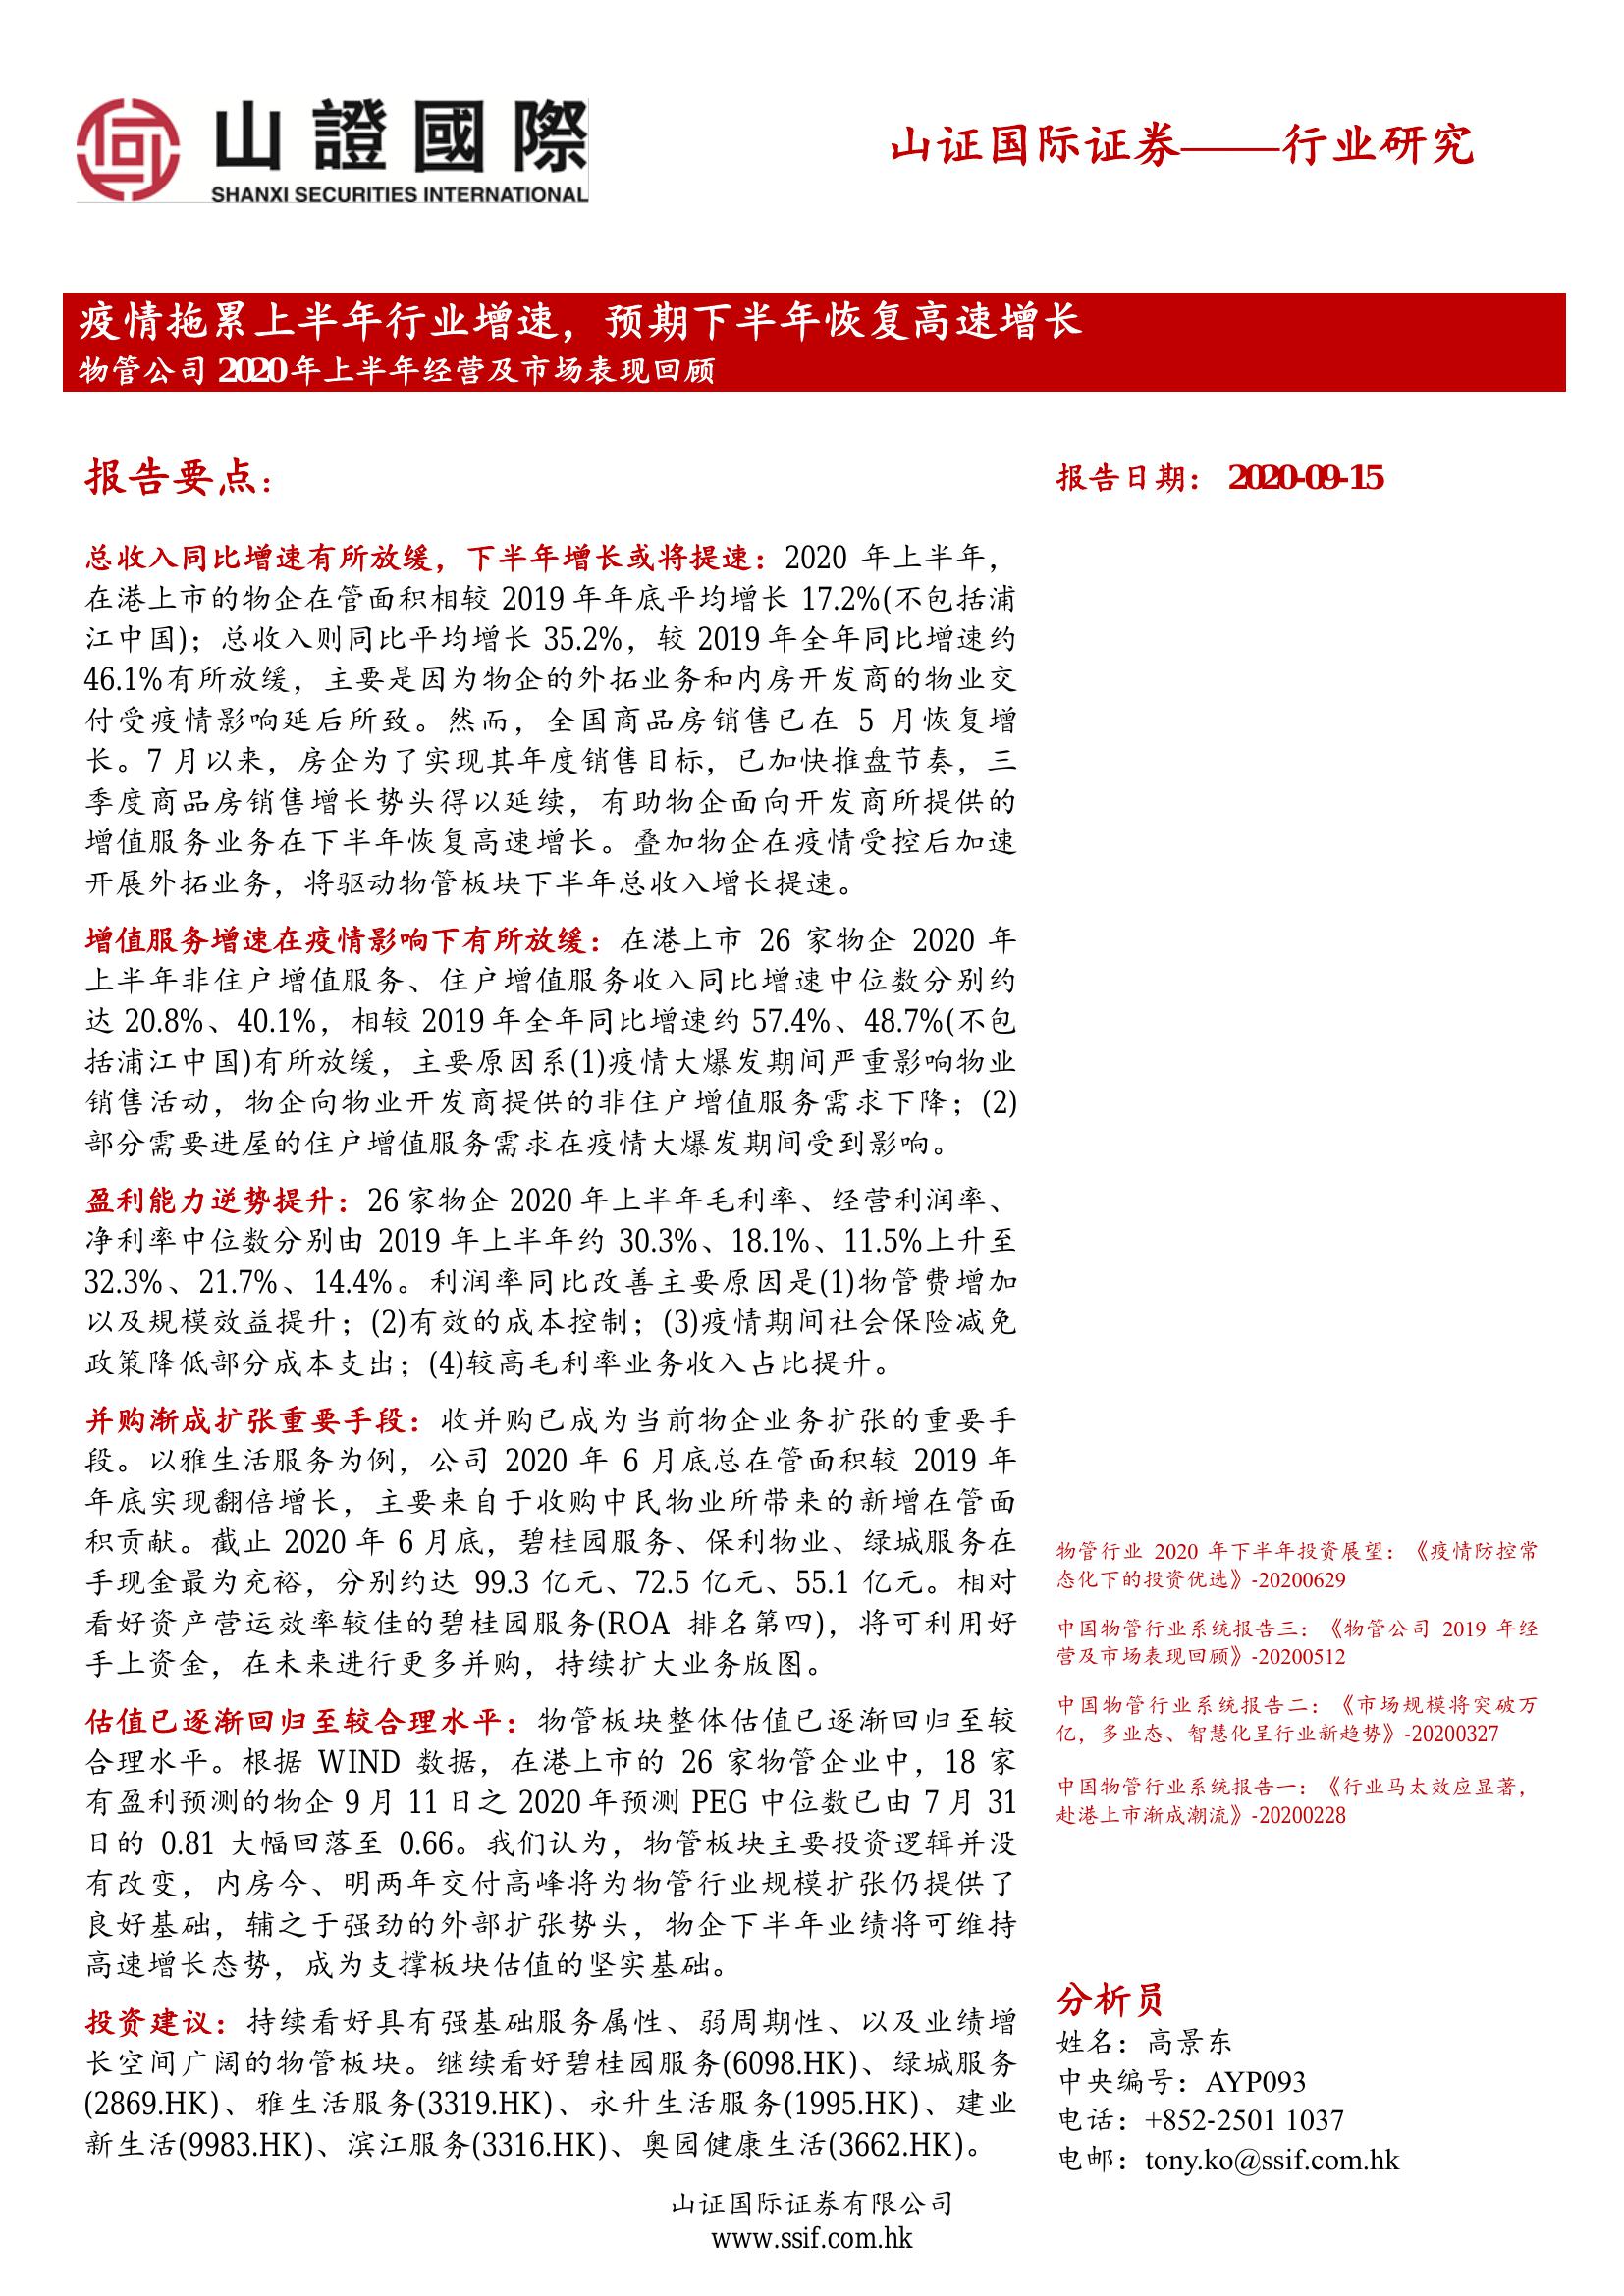 山證國際
SHANXI SECURITIES INTERNATIONAL
山证国际证券——行业研究
疫情拖累上半年行业增速，预期下半年恢复高速增长
物管公司 2020 年上半年经营及市场表现回顾
报告要点：
总收入同比增速有所放缓，下半年增长或将提速：2020 年上半年，
在港上市的物企在管面积相较 2019 年年底平均增长 17.2%(不包括浦
江中国)；总收入则同比平均增长 35.2%，较 2019 年全年同比增速约
46.1%有所放缓，主要是因为物企的外拓业务和内房开发商的物业交
付受疫情影响延后所致。然而，全国商品房销售已在 5 月恢复增
长。7 月以来，房企为了实现其年度销售目标，已加快推盘节奏，三
季度商品房销售增长势头得以延续，有助物企面向开发商所提供的
增值服务业务在下半年恢复高速增长。叠加物企在疫情受控后加速
开展外拓业务，将驱动物管板块下半年总收入增长提速。
增值服务增速在疫情影响下有所放缓：在港上市 26 家物企 2020 年
上半年非住户增值服务、住户增值服务收入同比增速中位数分别约
达 20.8%、40.1%，相较 2019 年全年同比增速约 57.4%、48.7%(不包
括浦江中国)有所放缓，主要原因系(1)疫情大爆发期间严重影响物业
销售活动，物企向物业开发商提供的非住户增值服务需求下降；(2)
部分需要进屋的住户增值服务需求在疫情大爆发期间受到影响。
盈利能力逆势提升：26 家物企 2020 年上半年毛利率、经营利润率、
净利率中位数分别由 2019 年上半年约 30.3%、18.1%、11.5%上升至
32.3%、21.7%、14.4%。利润率同比改善主要原因是(1)物管费增加
以及规模效益提升；(2)有效的成本控制；(3)疫情期间社会保险减免
政策降低部分成本支出；(4)较高毛利率业务收入占比提升。
并购渐成扩张重要手段：收并购已成为当前物企业务扩张的重要手
段。以雅生活服务为例，公司 2020 年 6 月底总在管面积较 2019 年
年底实现翻倍增长，主要来自于收购中民物业所带来的新增在管面
积贡献。截止 2020 年 6 月底，碧桂园服务、保利物业、绿城服务在
手现金最为充裕，分别约达 99.3 亿元、72.5 亿元、55.1 亿元。相对
看好资产营运效率较佳的碧桂园服务(ROA 排名第四)，将可利用好
手上资金，在未来进行更多并购，持续扩大业务版图。
估值已逐渐回归至较合理水平：物管板块整体估值已逐渐回归至较
合理水平。根据 WIND 数据，在港上市的 26 家物管企业中，18 家
有盈利预测的物企 9 月 11 日之 2020 年预测 PEG 中位数已由 7 月 31
日的 0.81 大幅回落至 0.66。我们认为，物管板块主要投资逻辑并没
有改变，内房今、明两年交付高峰将为物管行业规模扩张仍提供了
良好基础，辅之于强劲的外部扩张势头，物企下半年业绩将可维持
高速增长态势，成为支撑板块估值的坚实基础。
投资建议：持续看好具有强基础服务属性、弱周期性、以及业绩增
长空间广阔的物管板块。继续看好碧桂园服务(6098.HK)、绿城服务
(2869.HK)、雅生活服务(3319.HK)、永升生活服务(1995.HK)、建业
新生活(9983.HK)、滨江服务(3316.HK)、奥园健康生活(3662.HK)。
报告日期： 2020-09-15
物管行业 2020 年下半年投资展望：《疫情防控常
态化下的投资优选》-20200629
中国物管行业系统报告三：《物管公司 2019 年经
营及市场表现回顾》-20200512
中国物管行业系统报告二：《市场规模将突破万
亿，多业态、智慧化呈行业新趋势》-20200327
中国物管行业系统报告一：《行业马太效应显著，
赴港上市渐成潮流》-20200228
分析员
姓名：高景东
中央编号：AYP093
电话：+852-2501 1037
电邮：tony.ko@ssif.com.hk
山证国际证券有限公司
www.ssif.com.hk